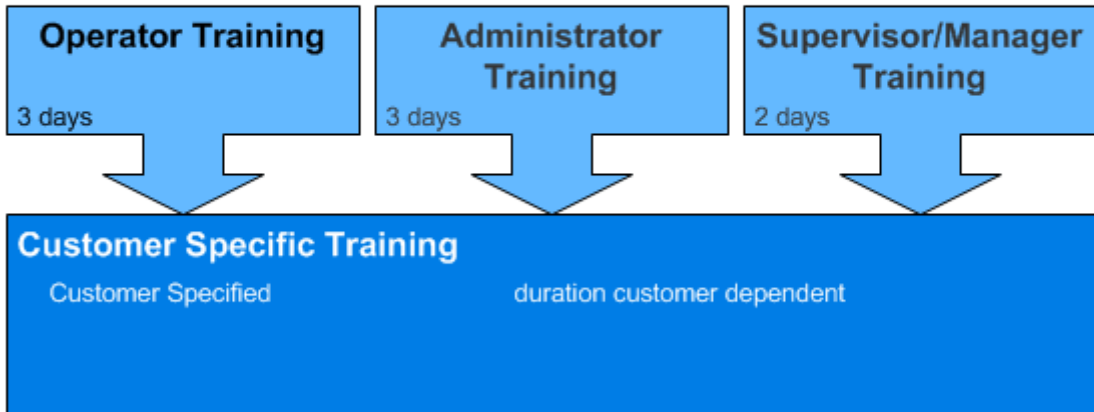 Operator Training
3 days
Administrator
Training
3 days
Supervisor/Manager
Training
2 days
Customer Specific Training
Customer Specified
duration customer dependent